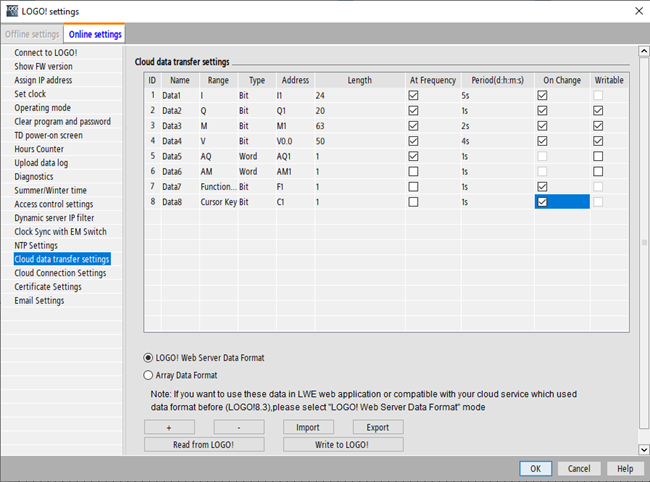 LOGO! settings
Offline settings Online settings
Connect to LOGO!
Show FW version
Assign IP address
Set clock
Operating mode
Clear program and password
TD power-on screen
Hours Counter
Upload data log
Diagnostics
Summer/Winter time
Access control settings
Dynamic server IP filter
Clock Sync with EM Switch
NTP Settings
Cloud data transfer settings
Cloud Connection Settings
Certificate Settings
Email Settings
Cloud data transfer settings
ID Name Range Type Address Length At Frequency Period(d:h:m:s) On Change Writable
1 Data1 I Bit I1 24 5s
2 Data2 Q Bit Q1 20 1s
3 Data3 M Bit M1 63 2s
4 Data4 V Bit V0.0 50 4s
5 Data5 AQ Word AQ1 1 1s
6 Data6 AM Word AM1 1 1s
7 Data7 Function... Bit F1 1 1s
8 Data8 Cursor Key Bit C1 1 1s
LOGO! Web Server Data Format
Array Data Format
Note: If you want to use these data in LWE web application or compatible with your cloud service which used
data format before (LOGO!8.3),please select "LOGO! Web Server Data Format" mode
+ - Import Export
Read from LOGO! Write to LOGO!
OK Cancel Help